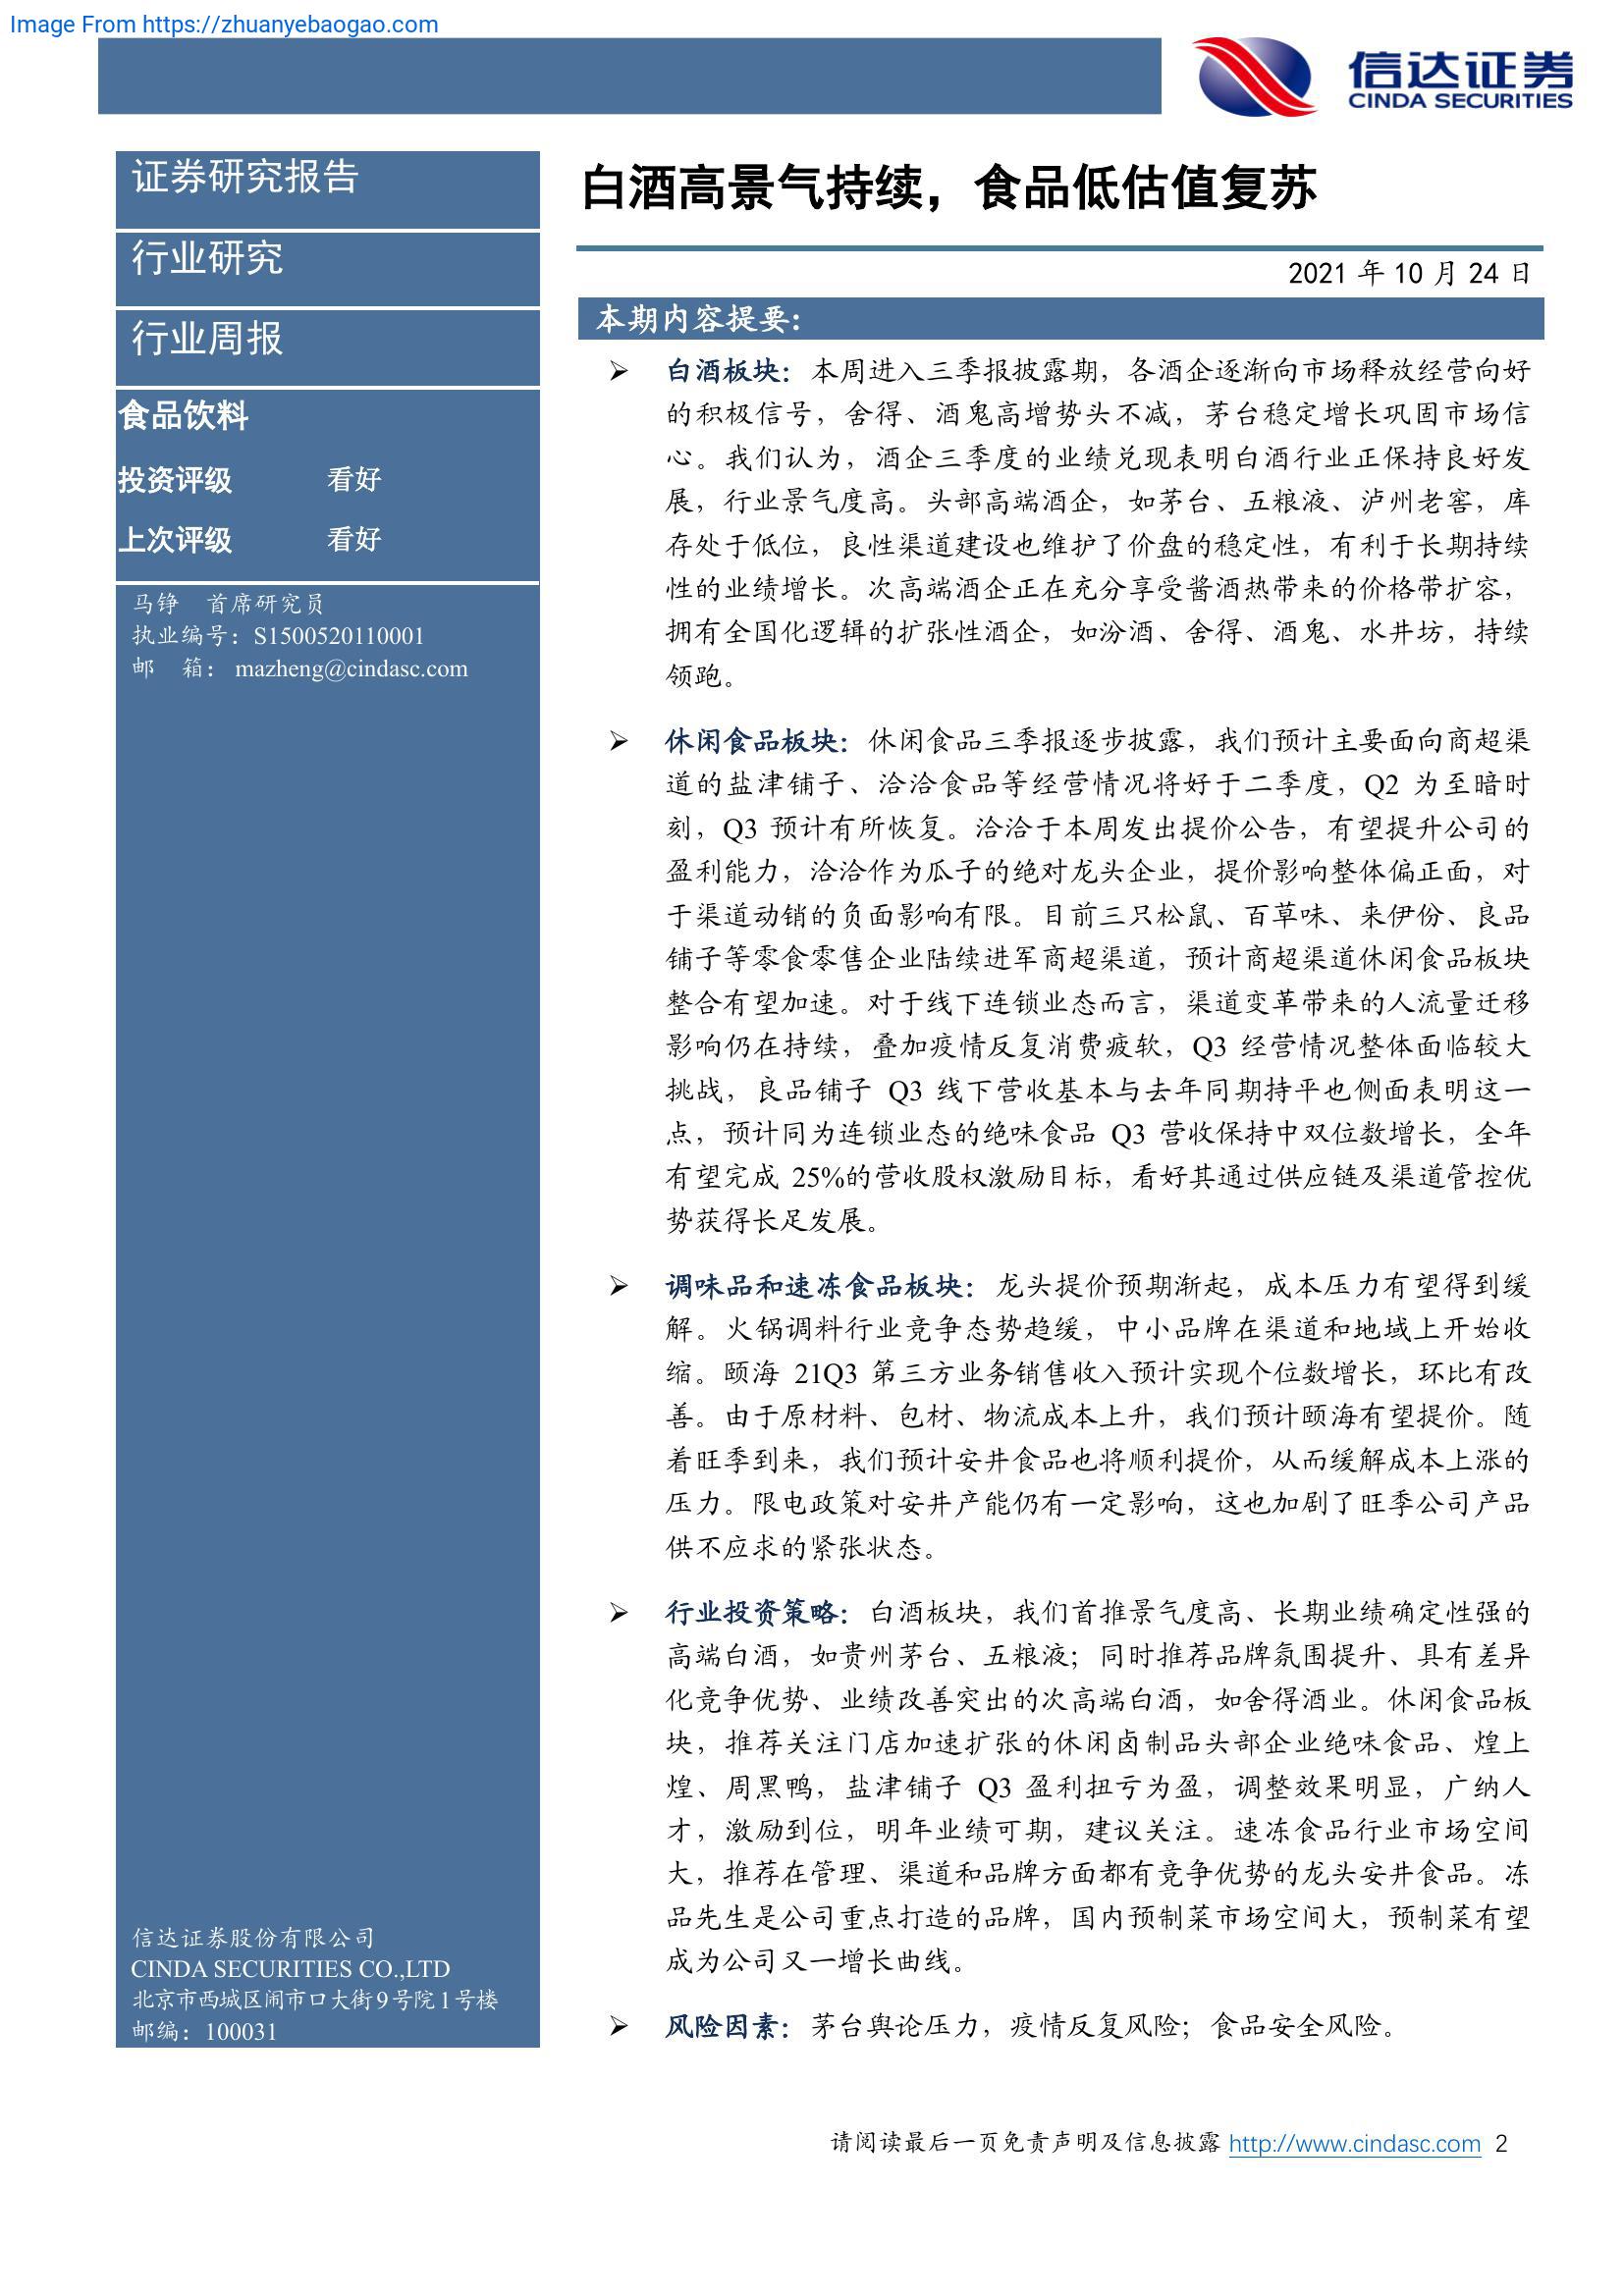 Image From https://zhuanyebaogao.com
信达证券
CINDA SECURITIES
证券研究报告
行业研究
行业周报
食品饮料
投资评级 看好
上次评级 看好
马铮 首席研究员
执业编号：S1500520110001
邮 箱： mazheng@cindasc.com
信达证券股份有限公司
CINDA SECURITIES CO.,LTD
北京市西城区闹市口大街9号院1号楼
邮编：100031
白酒高景气持续，食品低估值复苏
2021 年 10 月 24 日
本期内容提要:
➢ 白酒板块：本周进入三季报披露期，各酒企逐渐向市场释放经营向好
的积极信号，舍得、酒鬼高增势头不减，茅台稳定增长巩固市场信
心。我们认为，酒企三季度的业绩兑现表明白酒行业正保持良好发
展，行业景气度高。头部高端酒企，如茅台、五粮液、泸州老窖，库
存处于低位，良性渠道建设也维护了价盘的稳定性，有利于长期持续
性的业绩增长。次高端酒企正在充分享受酱酒热带来的价格带扩容，
拥有全国化逻辑的扩张性酒企，如汾酒、舍得、酒鬼、水井坊，持续
领跑。
➢ 休闲食品板块：休闲食品三季报逐步披露，我们预计主要面向商超渠
道的盐津铺子、洽洽食品等经营情况将好于二季度，Q2 为至暗时
刻，Q3 预计有所恢复。洽洽于本周发出提价公告，有望提升公司的
盈利能力，洽洽作为瓜子的绝对龙头企业，提价影响整体偏正面，对
于渠道动销的负面影响有限。目前三只松鼠、百草味、来伊份、良品
铺子等零食零售企业陆续进军商超渠道，预计商超渠道休闲食品板块
整合有望加速。对于线下连锁业态而言，渠道变革带来的人流量迁移
影响仍在持续，叠加疫情反复消费疲软，Q3 经营情况整体面临较大
挑战，良品铺子 Q3 线下营收基本与去年同期持平也侧面表明这一
点，预计同为连锁业态的绝味食品 Q3 营收保持中双位数增长，全年
有望完成 25%的营收股权激励目标，看好其通过供应链及渠道管控优
势获得长足发展。
➢ 调味品和速冻食品板块：龙头提价预期渐起，成本压力有望得到缓
解。火锅调料行业竞争态势趋缓，中小品牌在渠道和地域上开始收
缩。颐海 21Q3 第三方业务销售收入预计实现个位数增长，环比有改
善。由于原材料、包材、物流成本上升，我们预计颐海有望提价。随
着旺季到来，我们预计安井食品也将顺利提价，从而缓解成本上涨的
压力。限电政策对安井产能仍有一定影响，这也加剧了旺季公司产品
供不应求的紧张状态。
➢ 行业投资策略：白酒板块，我们首推景气度高、长期业绩确定性强的
高端白酒，如贵州茅台、五粮液；同时推荐品牌氛围提升、具有差异
化竞争优势、业绩改善突出的次高端白酒，如舍得酒业。休闲食品板
块，推荐关注门店加速扩张的休闲卤制品头部企业绝味食品、煌上
煌、周黑鸭，盐津铺子 Q3 盈利扭亏为盈，调整效果明显，广纳人
才，激励到位，明年业绩可期，建议关注。速冻食品行业市场空间
大，推荐在管理、渠道和品牌方面都有竞争优势的龙头安井食品。冻
品先生是公司重点打造的品牌，国内预制菜市场空间大，预制菜有望
成为公司又一增长曲线。
➢ 风险因素：茅台舆论压力，疫情反复风险；食品安全风险。
请阅读最后一页免责声明及信息披露 http://www.cindasc.com 2